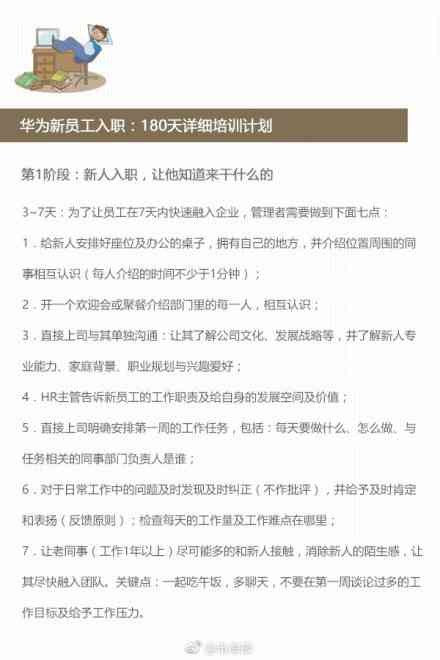 华为新员工入职：180天详细培训计划
第1阶段：新人入职，让他知道来干什么的
3~7天：为了让员工在7天内快速融入企业，管理者需要做到下面七点：
1．给新人安排好座位及办公的桌子，拥有自己的地方，并介绍位置周围的同
事相互认识（每人介绍的时间不少于1分钟）；
2．开一个欢迎会或聚餐介绍部门里的每一人，相互认识；
3．直接上司与其单独沟通：让其了解公司文化、发展战略等，并了解新人专
业能力、家庭背景、职业规划与兴趣爱好；
4．HR主管告诉新员工的工作职责及给自身的发展空间及价值；
5．直接上司明确安排第一周的工作任务，包括：每天要做什么、怎么做、与
任务相关的同事部门负责人是谁；
6．对于日常工作中的问题及时发现及时纠正（不作批评），并给予及时肯定
和表扬（反馈原则）；检查每天的工作量及工作难点在哪里；
7．让老同事（工作1年以上）尽可能多的和新人接触，消除新人的陌生感，让
其尽快融入团队。关键点：一起吃午饭，多聊天，不要在第一周谈论过多的工
作目标及给予工作压力。